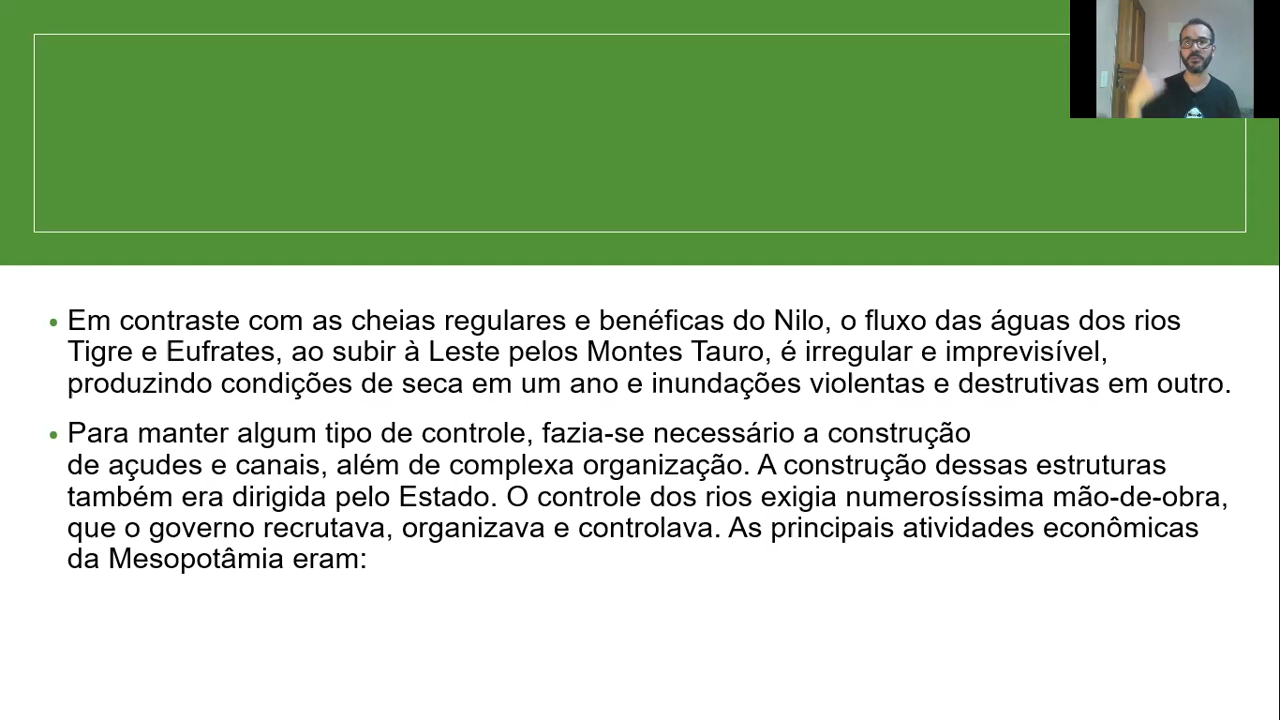 • Em contraste com as cheias regulares e benéficas do Nilo, o fluxo das águas dos rios
Tigre e Eufrates, ao subir à Leste pelos Montes Tauro, é irregular e imprevisível,
produzindo condições de seca em um ano e inundações violentas e destrutivas em outro.
• Para manter algum tipo de controle, fazia-se necessário a construção
de açudes e canais, além de complexa organização. A construção dessas estruturas
também era dirigida pelo Estado. O controle dos rios exigia numerosíssima mão-de-obra,
que o governo recrutava, organizava e controlava. As principais atividades econômicas
da Mesopotâmia eram: